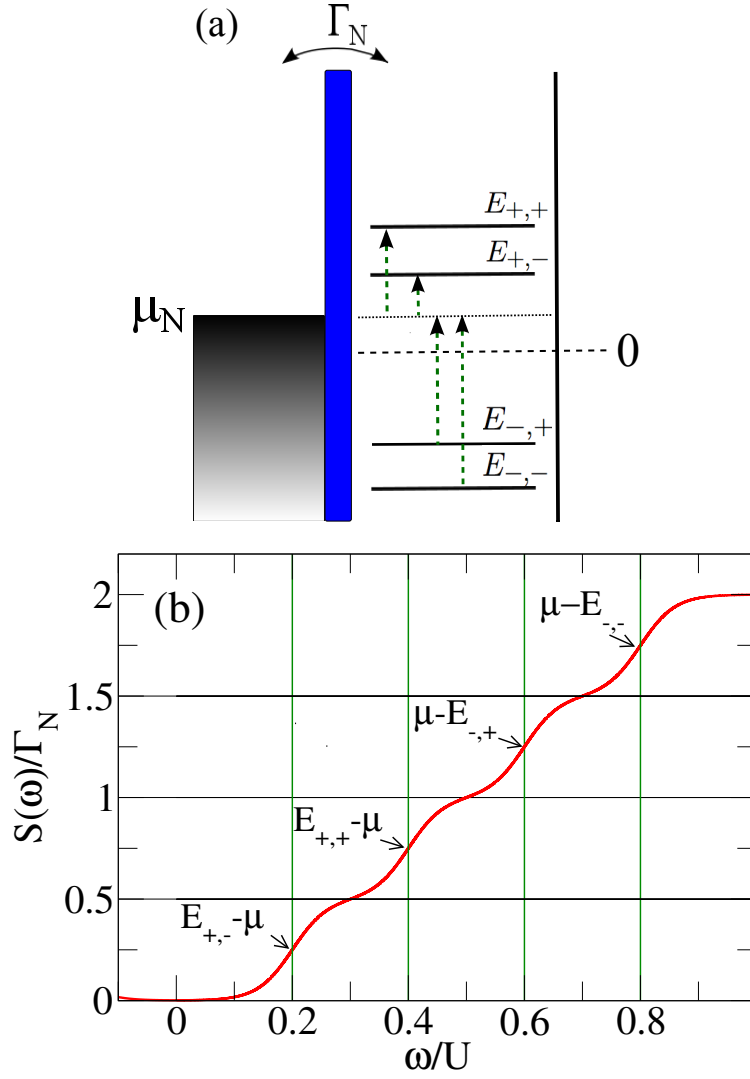 (a)
Γ_N
E_{+,+}
E_{+,-}
μ_N
0
E_{-,+}
E_{-,-}
(b)
2
μ–E_{-,-}
1.5
μ-E_{-,+}
S(ω)/Γ_N
1
E_{+,+}-μ
0.5
E_{+,-}-μ
0
0 0.2 0.4 0.6 0.8
ω/U